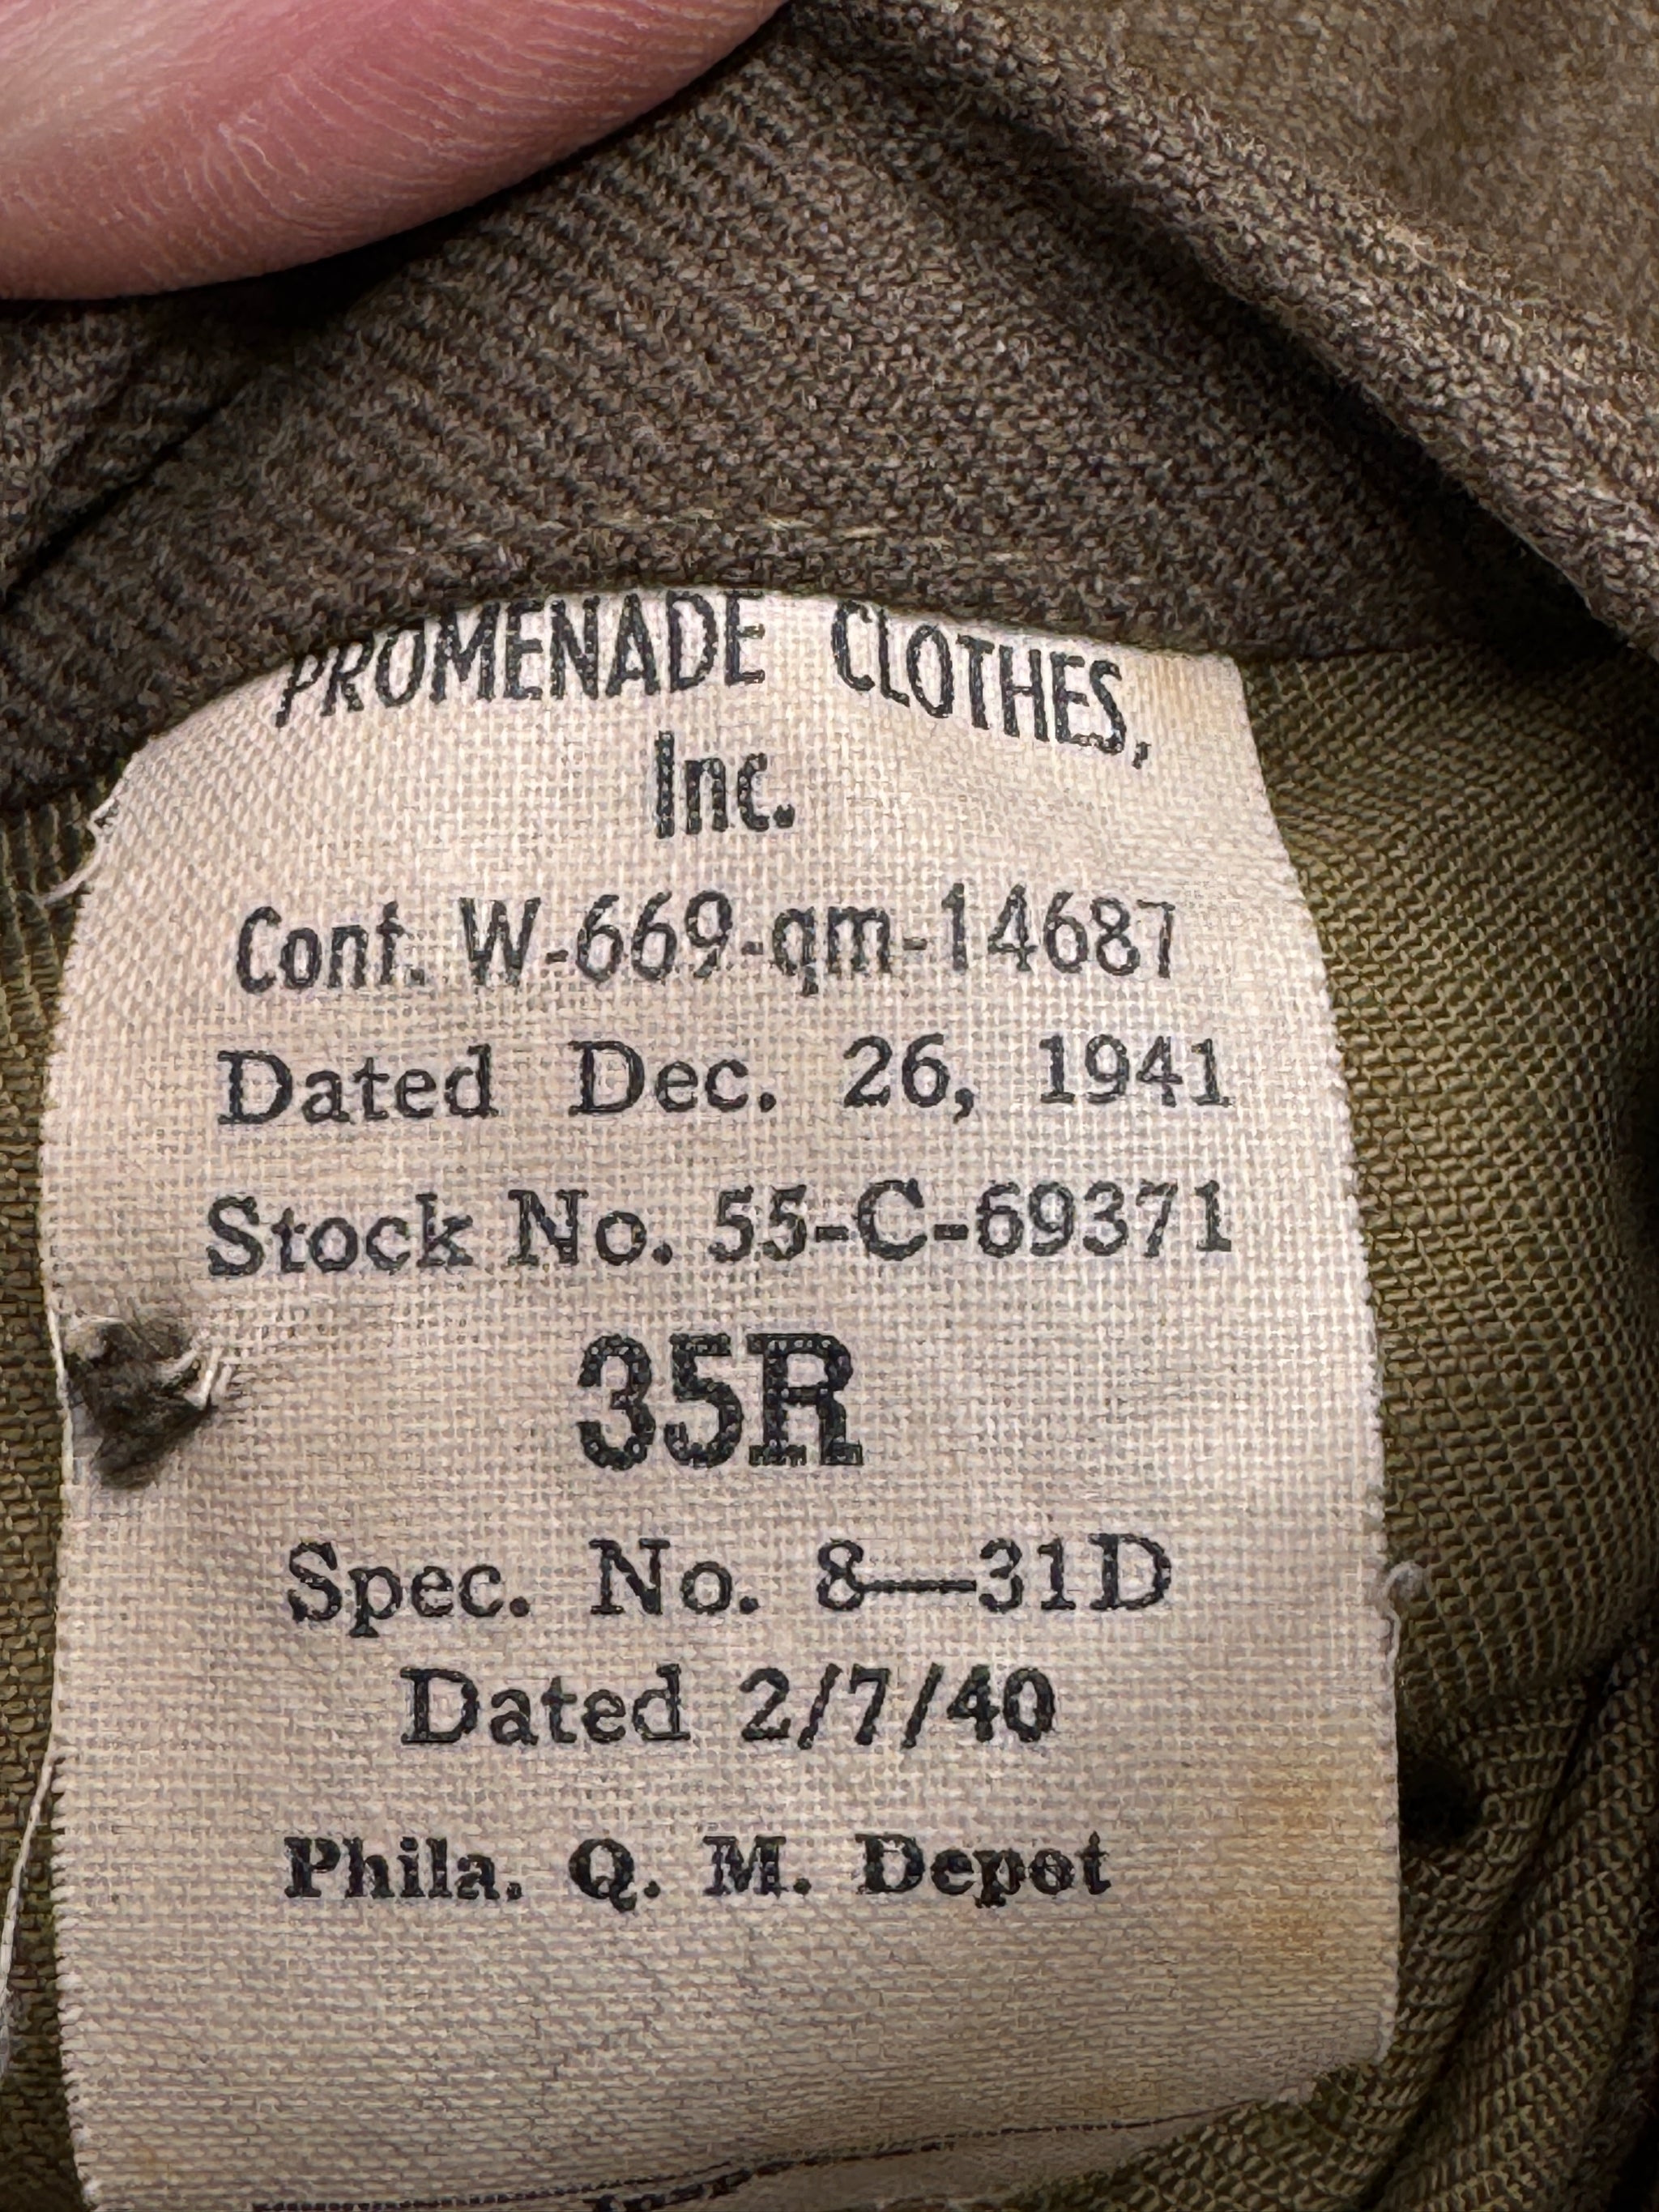 PROMENADE CLOTHES,
Inc.
Cont. W-669-qm-14687
Dated Dec. 26, 1941
Stock No. 55-C-69371
35R
Spec. No. 8—31D
Dated 2/7/40
Phila. Q. M. Depot